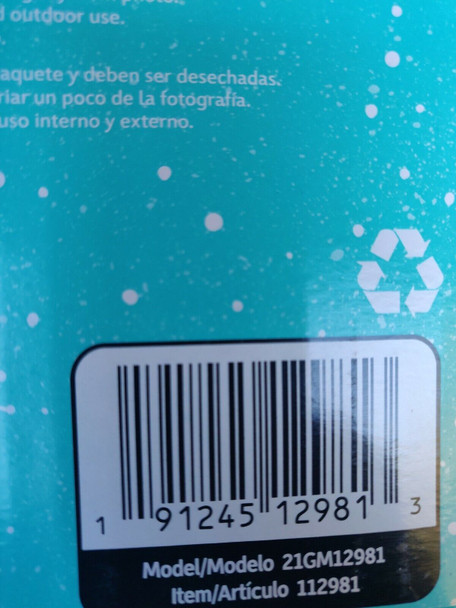 outdoor use.
aquete y deben ser desechadas.
riar un poco de la fotografía.
uso interno y externo.
1 91245 12981 3
Model/Modelo 21GM12981
Item/Artículo 112981